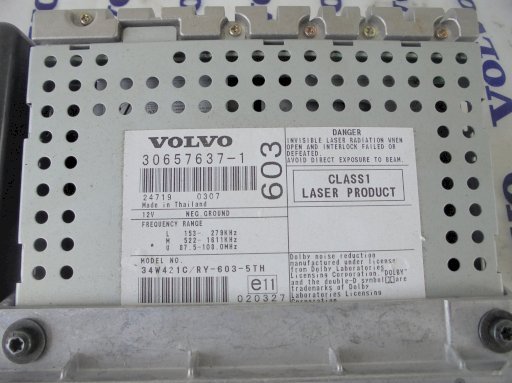 VOLVO
30657637-1
603
24719 0307
Made in Thailand
12V NEG GROUND
FREQUENCY RANGE
L 153- 279KHz
M 522- 1611KHz
* U 87.5-108.0MHz
MODEL NO.
34W421C/RY-603-5TH
e11
020327
DANGER
INVISIBLE LASER RADIATION WHEN
OPEN AND INTERLOCK FAILED OR
DEFEATED.
AVOID DIRECT EXPOSURE TO BEAM.
CLASS1
LASER PRODUCT
Dolby noise reduction
manufactured under license
from Dolby Laboratories
Licensing Corporation. "DOLBY"
and the double-D symbol are
trademarks of Dolby
Laboratories Licensing
Corporation
VOLVO
VOLVO